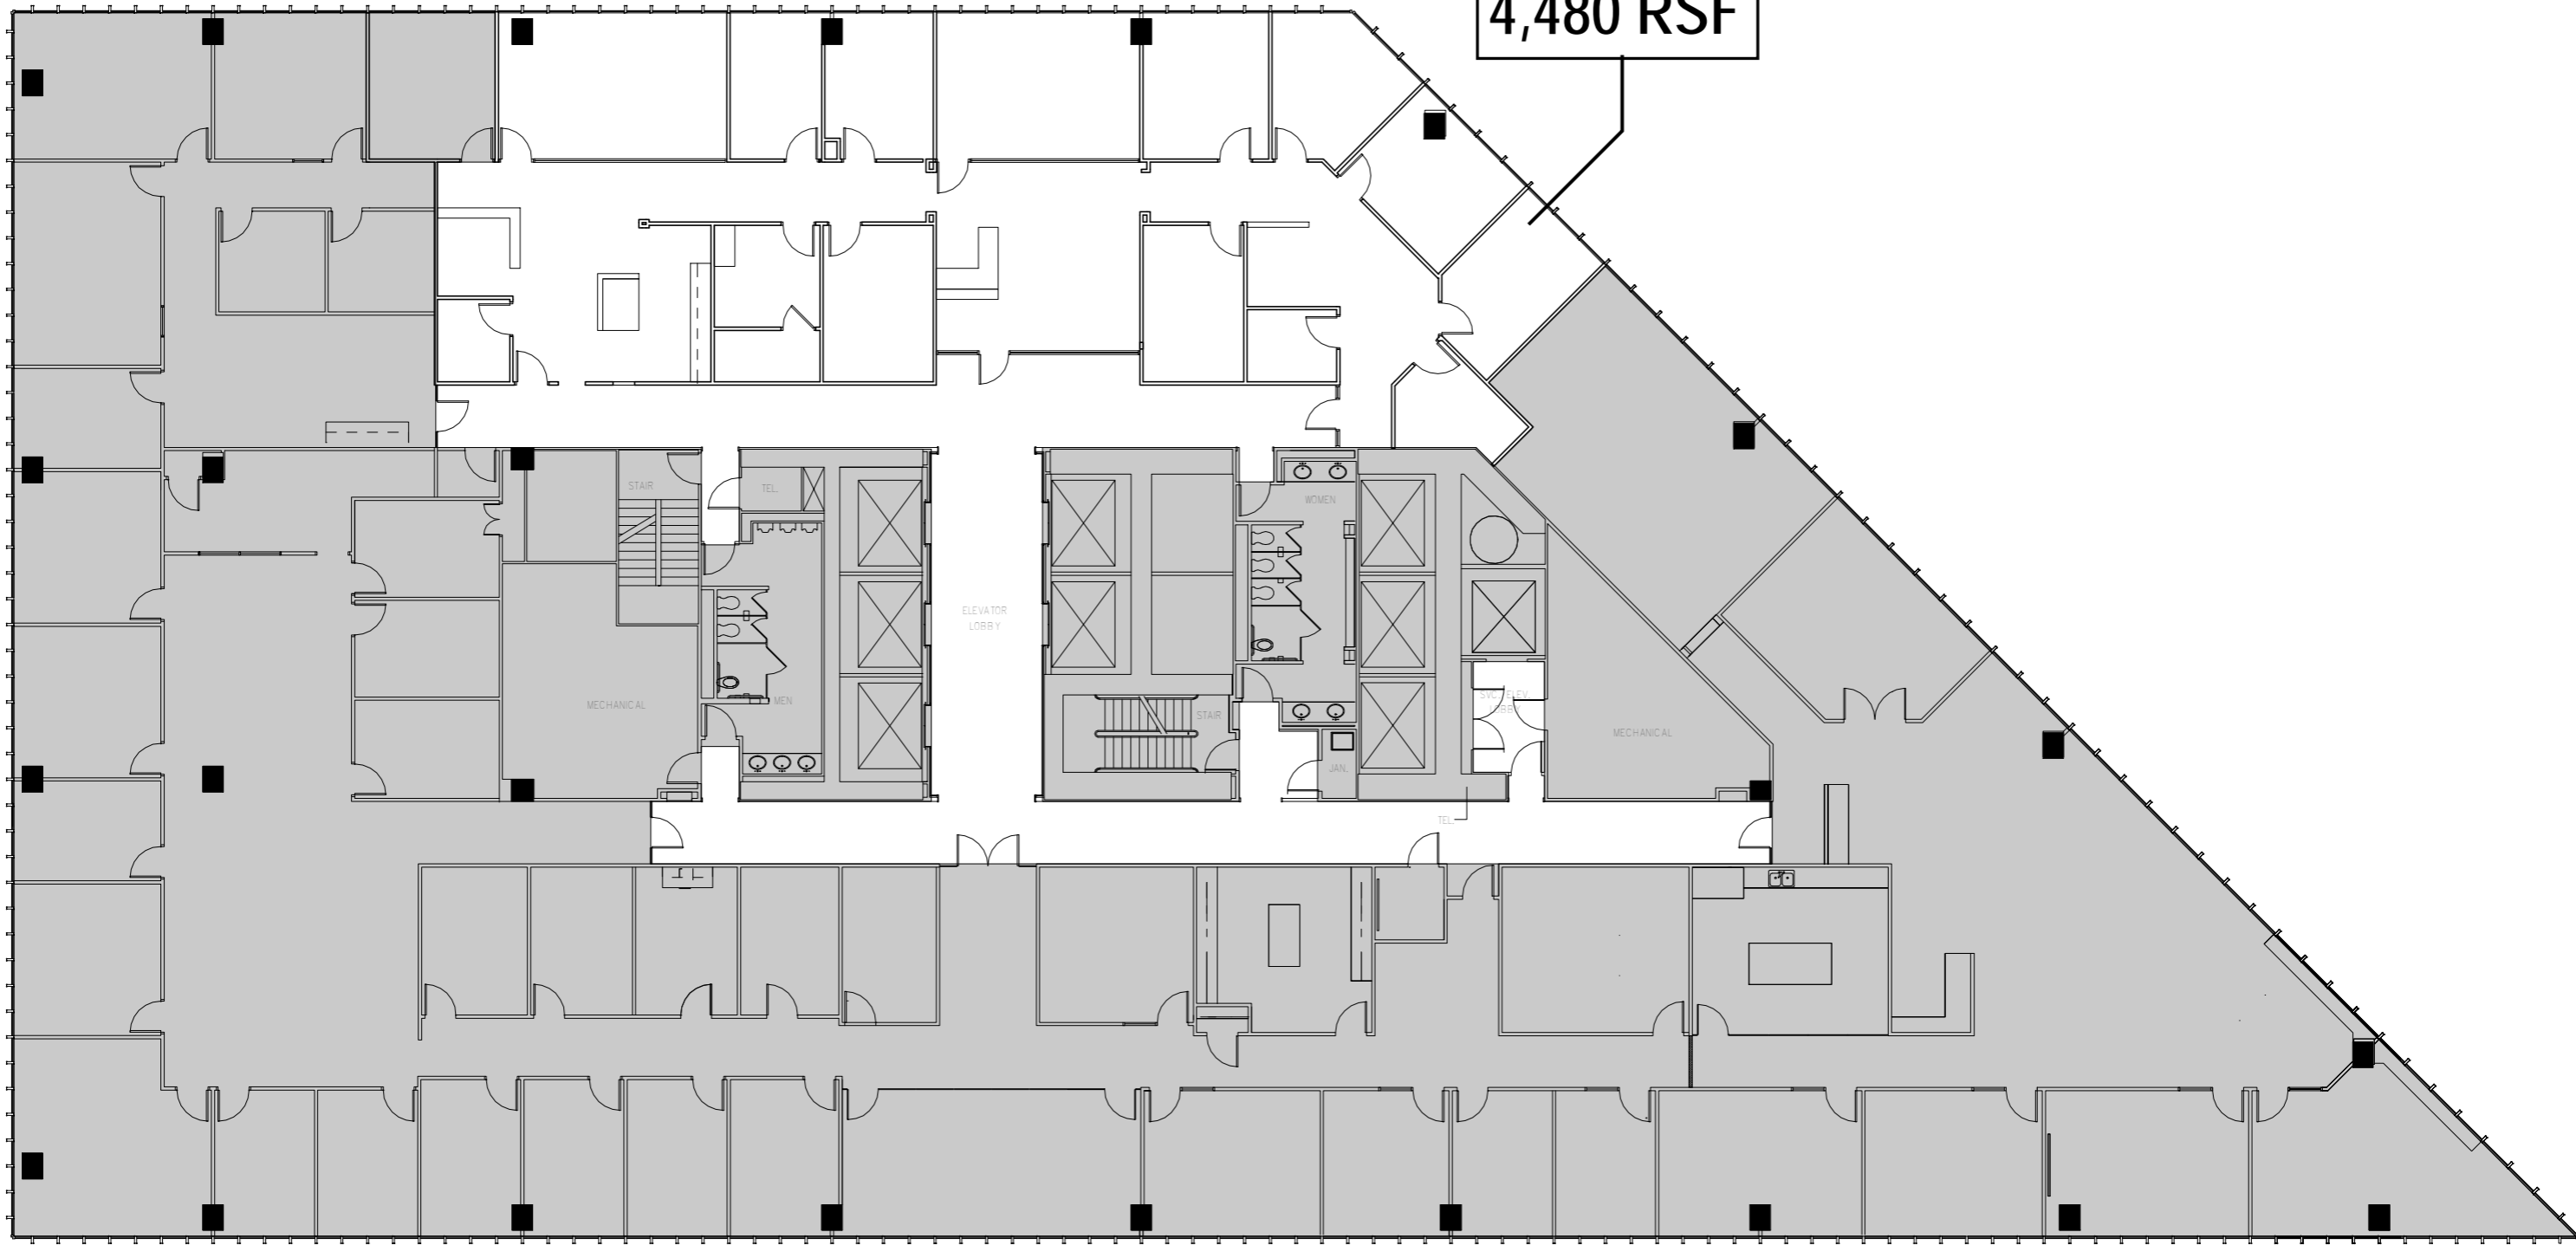 4,480 RSF
STAIR
TEL.
WOMEN
ELEVATOR
LOBBY
MECHANICAL
MEN
STAIR
SVC. ELEV.
LOBBY
MECHANICAL
JAN.
TEL.